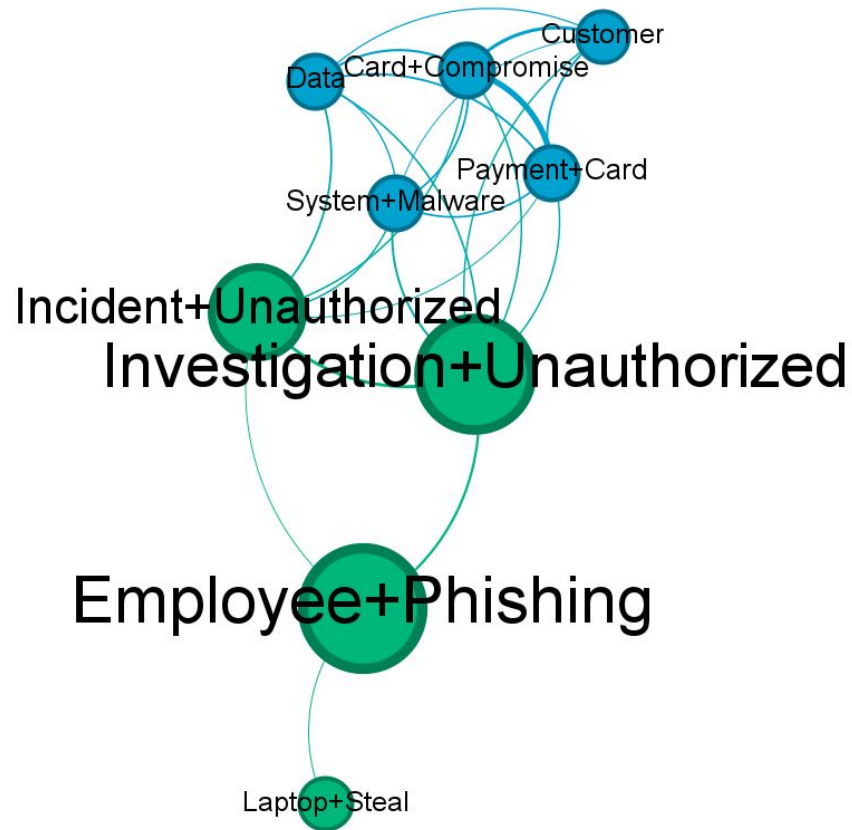 Customer
Card+Compromise
Data
Payment+Card
System+Malware
Incident+Unauthorized
Investigation+Unauthorized
Employee+Phishing
Laptop+Steal